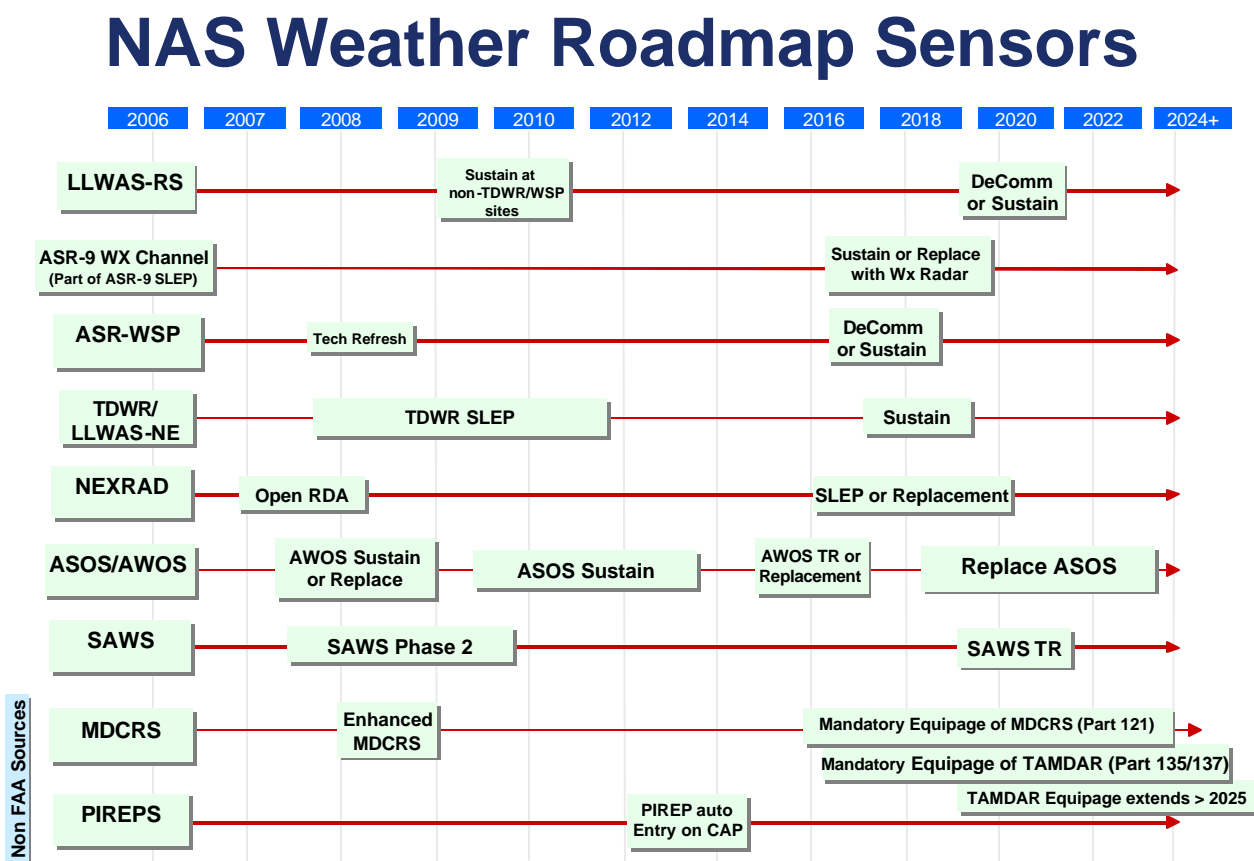 NAS Weather Roadmap Sensors
2006 2007 2008 2009 2010 2012 2014 2016 2018 2020 2022 2024+
LLWAS-RS
Sustain at
non-TDWR/WSP
sites
DeComm
or Sustain
ASR-9 WX Channel
(Part of ASR-9 SLEP)
Sustain or Replace
with Wx Radar
ASR-WSP
Tech Refresh
DeComm
or Sustain
TDWR/
LLWAS-NE
TDWR SLEP
Sustain
NEXRAD
Open RDA
SLEP or Replacement
ASOS/AWOS
AWOS Sustain
or Replace
ASOS Sustain
AWOS TR or
Replacement
Replace ASOS
SAWS
SAWS Phase 2
SAWS TR
Non FAA Sources
MDCRS
Enhanced
MDCRS
Mandatory Equipage of MDCRS (Part 121)
Mandatory Equipage of TAMDAR (Part 135/137)
TAMDAR Equipage extends > 2025
PIREPS
PIREP auto
Entry on CAP